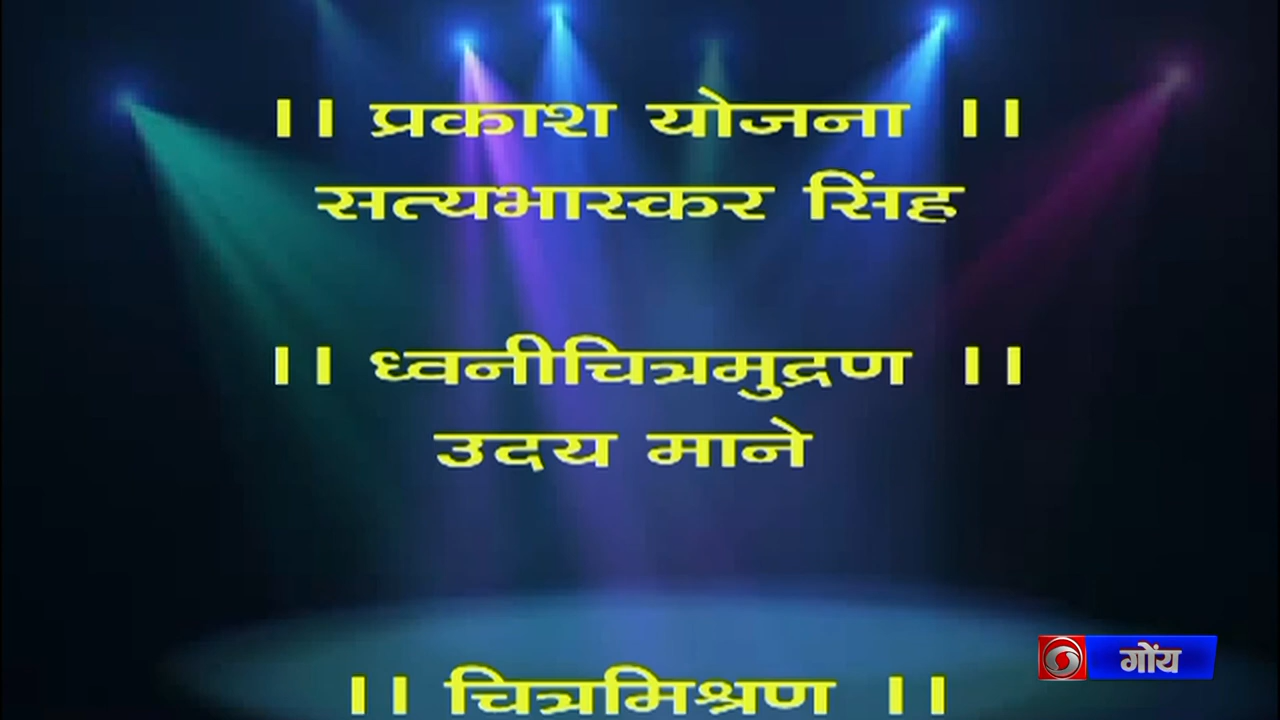 ।। प्रकाश योजना ।।
सत्यभास्कर सिंह
।। ध्वनीचित्रमुद्रण ।।
उदय माने
।। चित्रमिश्रण ।।
गोंय